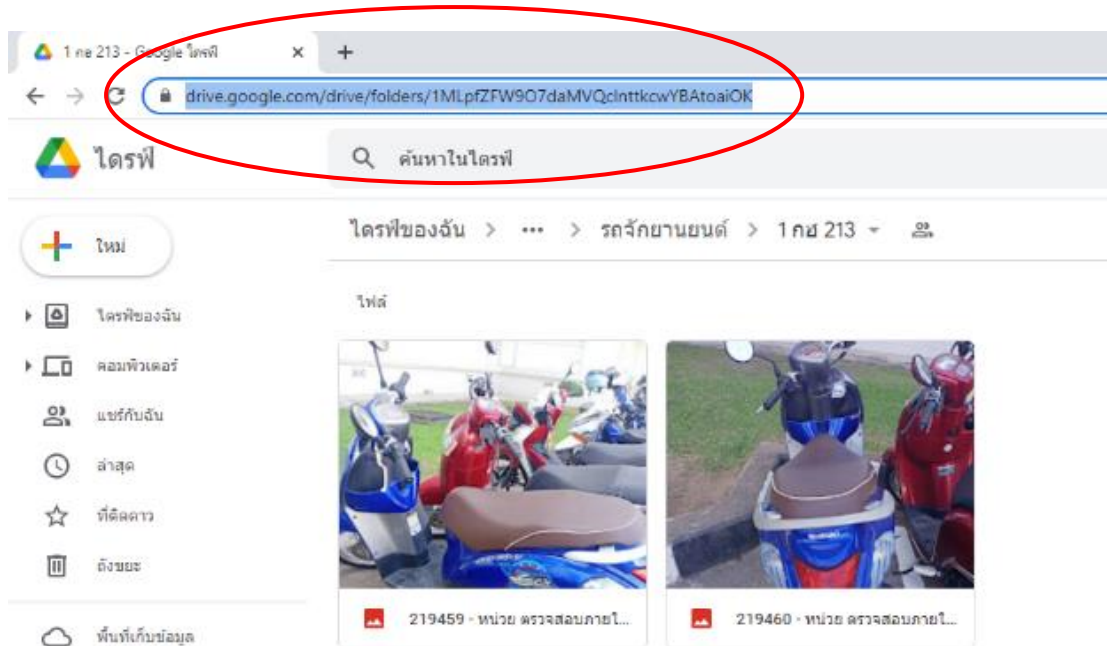 1 กฮ 213 - Google ไดรฟ์
drive.google.com/drive/folders/1MLpfZFW9O7daMVQcInttkcwYBAtoaiOK
ไดรฟ์
ค้นหาในไดรฟ์
ใหม่
ไดรฟ์ของฉัน > ... > รถจักยานยนต์ > 1 กฮ 213
ไฟล์
ไดรฟ์ของฉัน
คอมพิวเตอร์
แชร์กับฉัน
ล่าสุด
ที่ติดดาว
ถังขยะ
พื้นที่เก็บข้อมูล
219459 - หน่วย ตรวจสอบภายใ...
219460 - หน่วย ตรวจสอบภายใ...